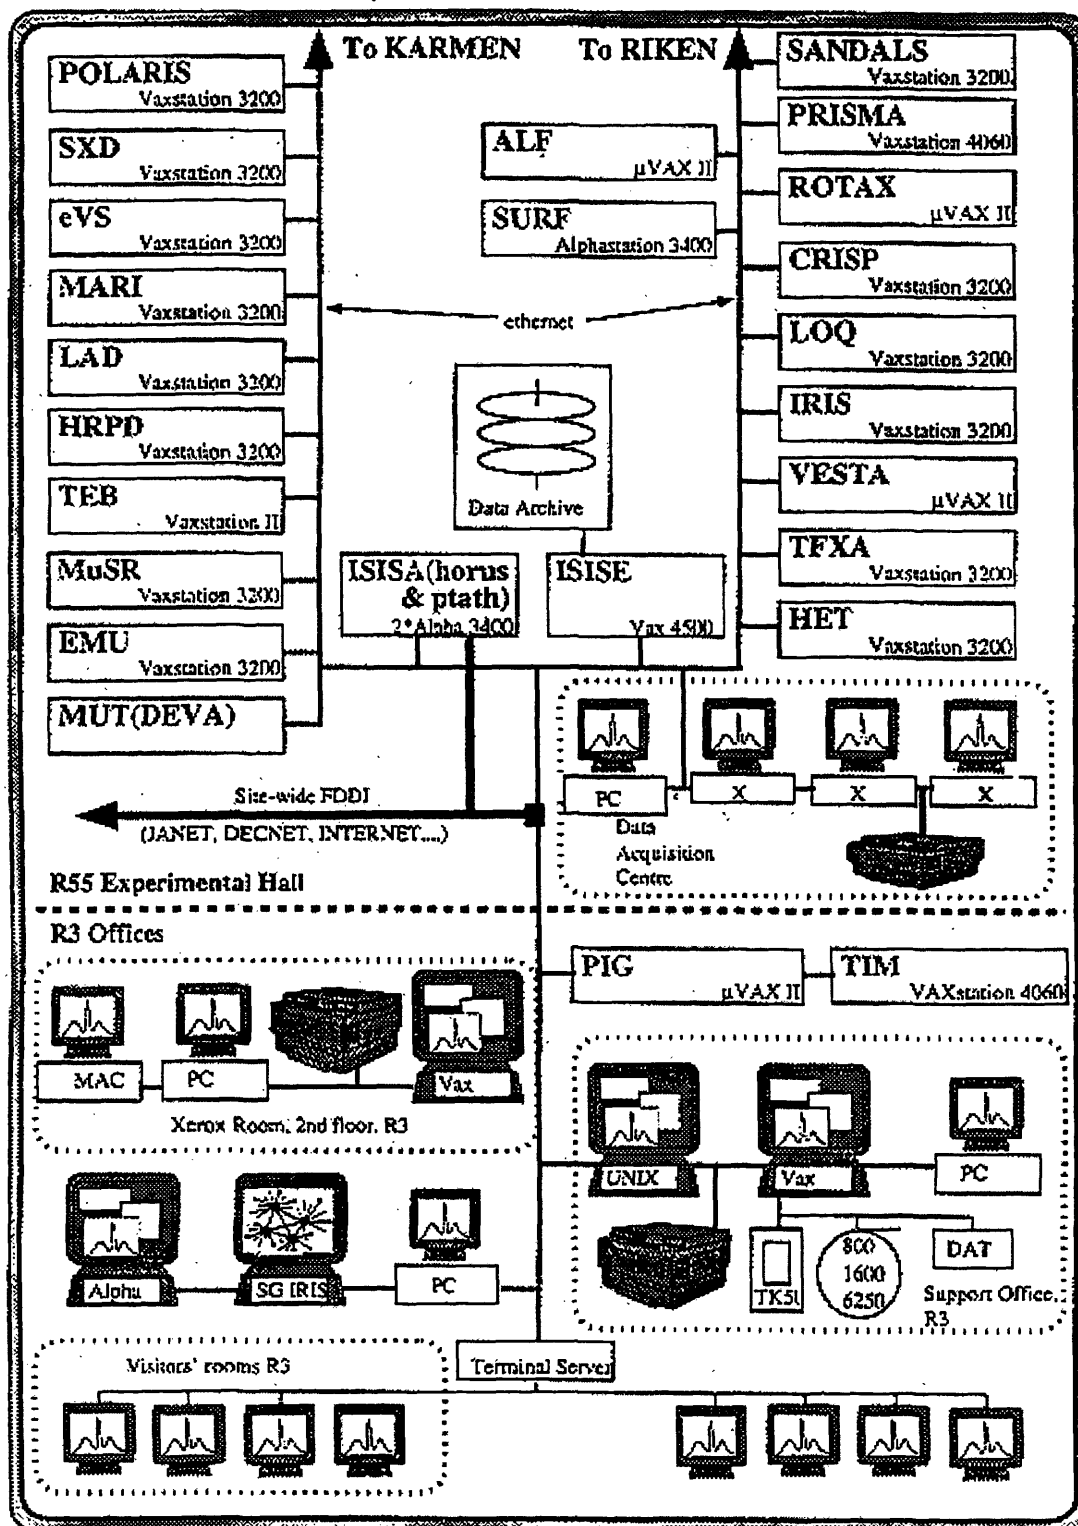 To KARMEN
To RIKEN
POLARIS
Vaxstation 3200
SXD
Vaxstation 3200
eVS
Vaxstation 3200
MARI
Vaxstation 3200
LAD
Vaxstation 3200
HRPD
Vaxstation 3200
TEB
Vaxstation II
MuSR
Vaxstation 3200
EMU
Vaxstation 3200
MUT(DEVA)
ALF
µVAX II
SURF
Alphastation 3400
ethernet
Data Archive
ISISA(horus
& ptath)
2*Alpha 3400
ISISE
Vax 4500
SANDALS
Vaxstation 3200
PRISMA
Vaxstation 4060
ROTAX
µVAX II
CRISP
Vaxstation 3200
LOQ
Vaxstation 3200
IRIS
Vaxstation 3200
VESTA
µVAX II
TFXA
Vaxstation 3200
HET
Vaxstation 3200
PC
X
X
X
Data
Acquisition
Centre
Site-wide FDDI
(JANET, DECNET, INTERNET....)
R55 Experimental Hall
R3 Offices
PIG
µVAX II
TIM
VAXstation 4060
MAC
PC
Vax
Xerox Room, 2nd floor, R3
UNIX
Vax
PC
TK50
800
1600
6250
DAT
Support Office,
R3
Alpha
SG IRIS
PC
Terminal Server
Visitors' rooms R3